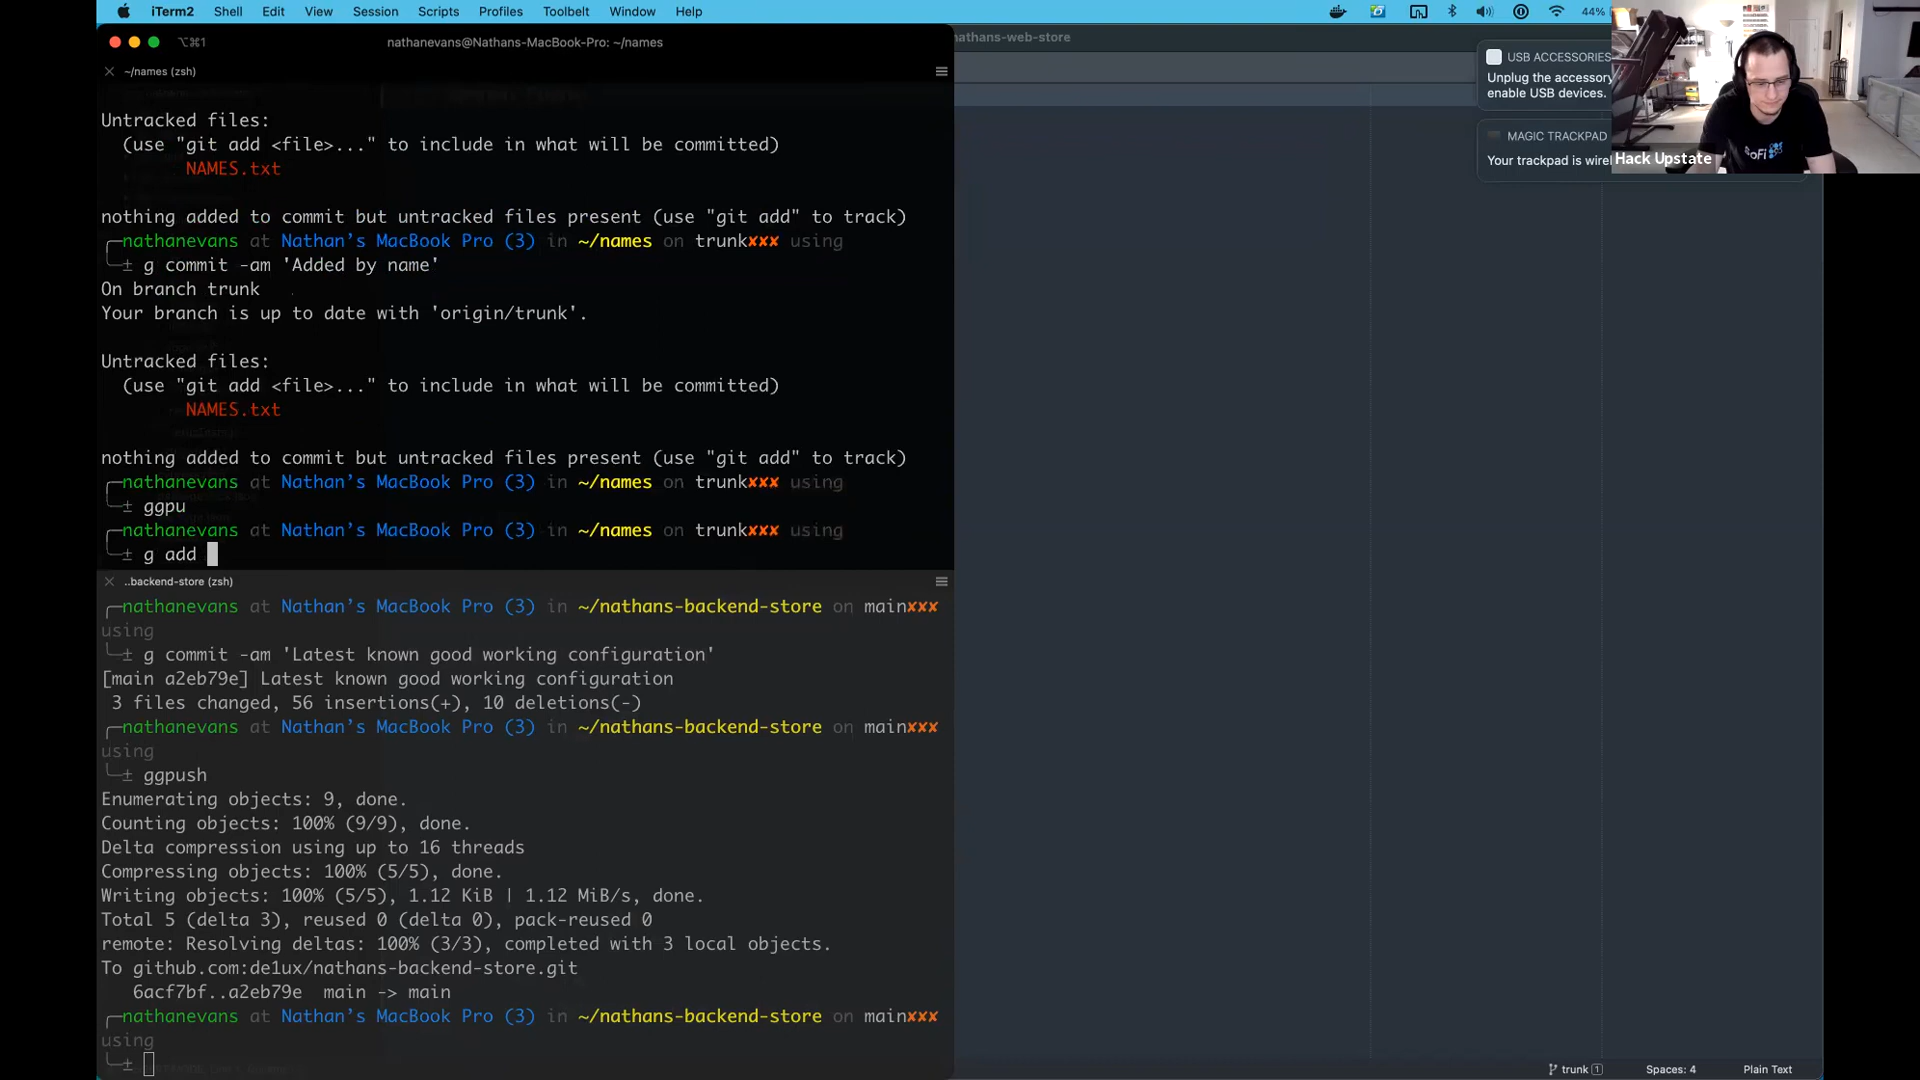 iTerm2 Shell Edit View Session Scripts Profiles Toolbelt Window Help
44%
⌥⌘1
nathanevans@Nathans-MacBook-Pro: ~/names
nathans-web-store
~/names (zsh)
USB ACCESSORIES
Unplug the accessory
enable USB devices.
MAGIC TRACKPAD
Your trackpad is wirel
Hack Upstate
Untracked files:
(use "git add <file>..." to include in what will be committed)
NAMES.txt
nothing added to commit but untracked files present (use "git add" to track)
╭─nathanevans at Nathan's MacBook Pro (3) in ~/names on trunk✘✘✘ using
╰─± g commit -am 'Added by name'
On branch trunk
Your branch is up to date with 'origin/trunk'.
Untracked files:
(use "git add <file>..." to include in what will be committed)
NAMES.txt
nothing added to commit but untracked files present (use "git add" to track)
╭─nathanevans at Nathan's MacBook Pro (3) in ~/names on trunk✘✘✘ using
╰─± ggpu
╭─nathanevans at Nathan's MacBook Pro (3) in ~/names on trunk✘✘✘ using
╰─± g add
..backend-store (zsh)
╭─nathanevans at Nathan's MacBook Pro (3) in ~/nathans-backend-store on main✘✘✘
using
╰─± g commit -am 'Latest known good working configuration'
[main a2eb79e] Latest known good working configuration
3 files changed, 56 insertions(+), 10 deletions(-)
╭─nathanevans at Nathan's MacBook Pro (3) in ~/nathans-backend-store on main✘✘✘
using
╰─± ggpush
Enumerating objects: 9, done.
Counting objects: 100% (9/9), done.
Delta compression using up to 16 threads
Compressing objects: 100% (5/5), done.
Writing objects: 100% (5/5), 1.12 KiB | 1.12 MiB/s, done.
Total 5 (delta 3), reused 0 (delta 0), pack-reused 0
remote: Resolving deltas: 100% (3/3), completed with 3 local objects.
To github.com:de1ux/nathans-backend-store.git
6acf7bf..a2eb79e main -> main
╭─nathanevans at Nathan's MacBook Pro (3) in ~/nathans-backend-store on main✘✘✘
using
╰─±
trunk 1 Spaces: 4 Plain Text